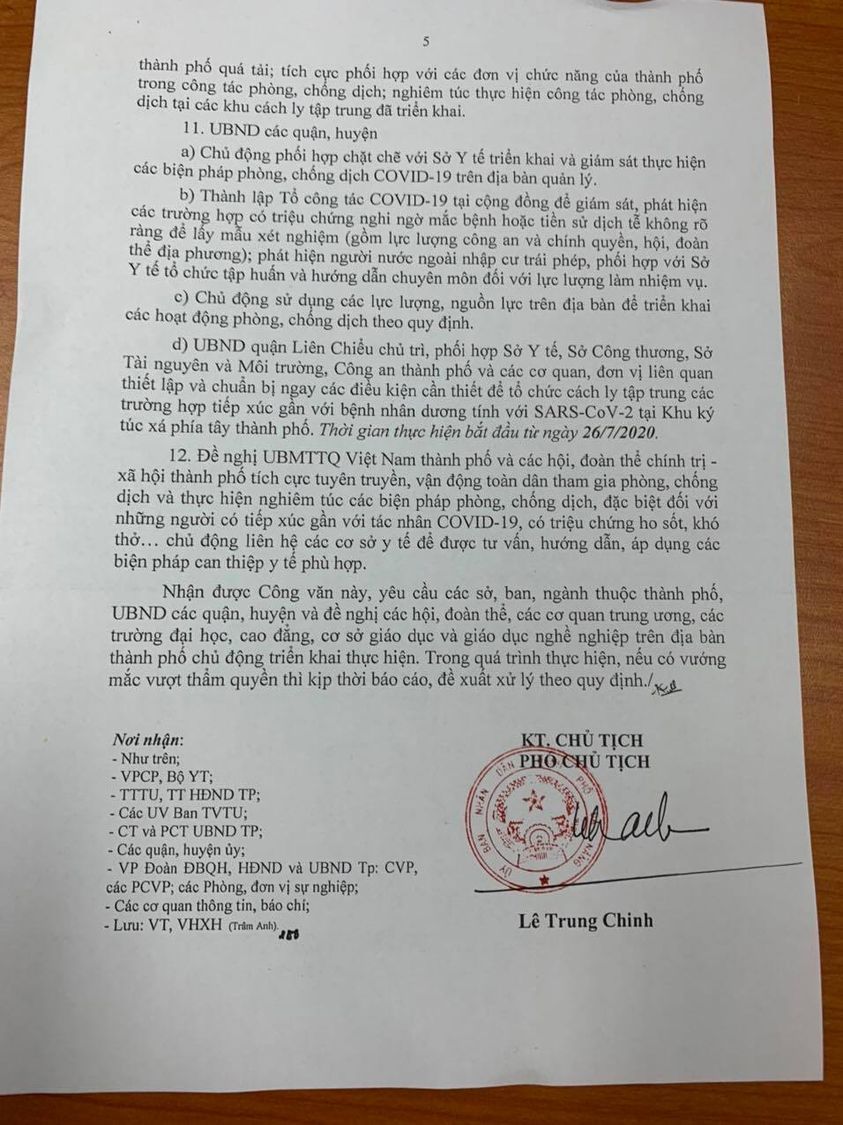 5
thành phố quá tải; tích cực phối hợp với các đơn vị chức năng của thành phố
trong công tác phòng, chống dịch; nghiêm túc thực hiện công tác phòng, chống
dịch tại các khu cách ly tập trung đã triển khai.
11. UBND các quận, huyện
a) Chủ động phối hợp chặt chẽ với Sở Y tế triển khai và giám sát thực hiện
các biện pháp phòng, chống dịch COVID-19 trên địa bàn quản lý.
b) Thành lập Tổ công tác COVID-19 tại cộng đồng để giám sát, phát hiện
các trường hợp có triệu chứng nghi ngờ mắc bệnh hoặc tiền sử dịch tễ không rõ
ràng để lấy mẫu xét nghiệm (gồm lực lượng công an và chính quyền, hội, đoàn
thể địa phương); phát hiện người nước ngoài nhập cư trái phép, phối hợp với Sở
Y tế tổ chức tập huấn và hướng dẫn chuyên môn đối với lực lượng làm nhiệm vụ.
c) Chủ động sử dụng các lực lượng, nguồn lực trên địa bàn để triển khai
các hoạt động phòng, chống dịch theo quy định.
d) UBND quận Liên Chiểu chủ trì, phối hợp Sở Y tế, Sở Công thương, Sở
Tài nguyên và Môi trường, Công an thành phố và các cơ quan, đơn vị liên quan
thiết lập và chuẩn bị ngay các điều kiện cần thiết để tổ chức cách ly tập trung các
trường hợp tiếp xúc gần với bệnh nhân dương tính với SARS-CoV-2 tại Khu ký
túc xá phía tây thành phố. Thời gian thực hiện bắt đầu từ ngày 26/7/2020.
12. Đề nghị UBMTTQ Việt Nam thành phố và các hội, đoàn thể chính trị -
xã hội thành phố tích cực tuyên truyền, vận động toàn dân tham gia phòng, chống
dịch và thực hiện nghiêm túc các biện pháp phòng, chống dịch, đặc biệt đối với
những người có tiếp xúc gần với tác nhân COVID-19, có triệu chứng ho sốt, khó
thở… chủ động liên hệ các cơ sở y tế để được tư vấn, hướng dẫn, áp dụng các
biện pháp can thiệp y tế phù hợp.
Nhận được Công văn này, yêu cầu các sở, ban, ngành thuộc thành phố,
UBND các quận, huyện và đề nghị các hội, đoàn thể, các cơ quan trung ương, các
trường đại học, cao đẳng, cơ sở giáo dục và giáo dục nghề nghiệp trên địa bàn
thành phố chủ động triển khai thực hiện. Trong quá trình thực hiện, nếu có vướng
mắc vượt thẩm quyền thì kịp thời báo cáo, đề xuất xử lý theo quy định./.
Nơi nhận:
- Như trên;
- VPCP, Bộ YT;
- TTTU, TT HĐND TP;
- Các UV Ban TVTU;
- CT và PCT UBND TP;
- Các quận, huyện ủy;
- VP Đoàn ĐBQH, HĐND và UBND Tp: CVP,
các PCVP; các Phòng, đơn vị sự nghiệp;
- Các cơ quan thông tin, báo chí;
- Lưu: VT, VHXH (Trâm Anh).
KT. CHỦ TỊCH
PHÓ CHỦ TỊCH
ỦY BAN NHÂN DÂN PHỐ NẴNG
Lê Trung Chinh